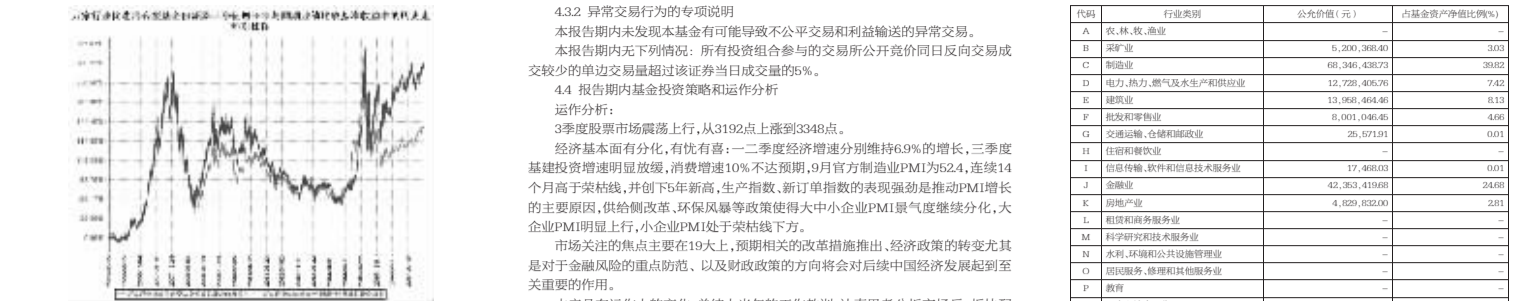 4.3.2 异常交易行为的专项说明
本报告期内未发现本基金有可能导致不公平交易和利益输送的异常交易。
本报告期内无下列情况：所有投资组合参与的交易所公开竞价同日反向交易成
交较少的单边交易量超过该证券当日成交量的5%。
4.4 报告期内基金投资策略和运作分析
运作分析：
3季度股票市场震荡上行,从3192点上涨到3348点。
经济基本面有分化,有忧有喜:一二季度经济增速分别维持6.9%的增长,三季度
基建投资增速明显放缓,消费增速10%不达预期,9月官方制造业PMI为52.4,连续14
个月高于荣枯线,并创下5年新高,生产指数、新订单指数的表现强劲是推动PMI增长
的主要原因,供给侧改革、环保风暴等政策使得大中小企业PMI景气度继续分化,大
企业PMI明显上行,小企业PMI处于荣枯线下方。
市场关注的焦点主要在19大上,预期相关的改革措施推出、经济政策的转变尤其
是对于金融风险的重点防范、以及财政政策的方向将会对后续中国经济发展起到至
关重要的作用。
代码 行业类别 公允价值（元） 占基金资产净值比例(%)
A 农、林、牧、渔业 – –
B 采矿业 5,200,368.40 3.03
C 制造业 68,346,438.73 39.82
D 电力、热力、燃气及水生产和供应业 12,728,405.76 7.42
E 建筑业 13,958,464.46 8.13
F 批发和零售业 8,001,046.45 4.66
G 交通运输、仓储和邮政业 25,571.91 0.01
H 住宿和餐饮业 – –
I 信息传输、软件和信息技术服务业 17,468.03 0.01
J 金融业 42,353,419.68 24.68
K 房地产业 4,829,832.00 2.81
L 租赁和商务服务业 – –
M 科学研究和技术服务业 – –
N 水利、环境和公共设施管理业 – –
O 居民服务、修理和其他服务业 – –
P 教育 – –